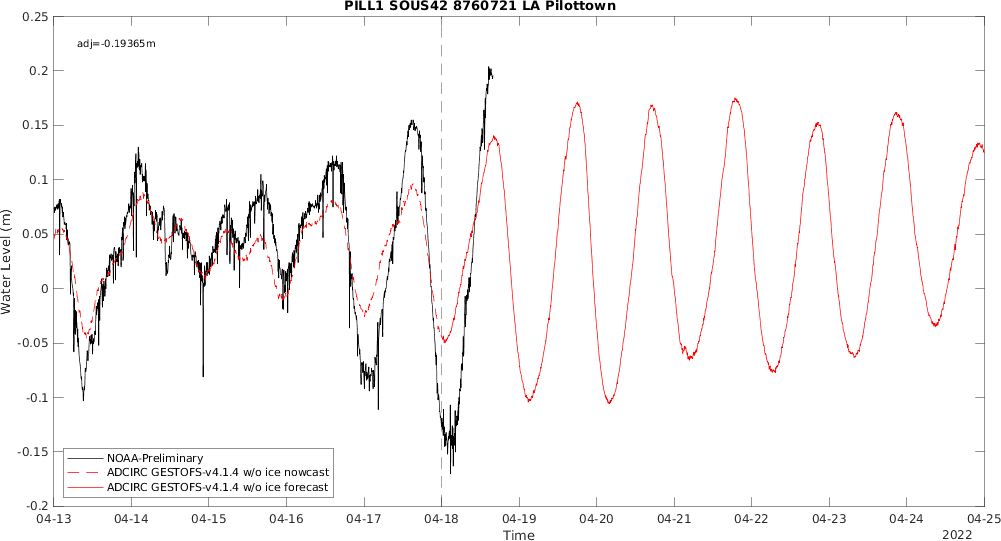 PILL1 SOUS42 8760721 LA Pilottown
adj=-0.19365m
0.25
0.2
0.15
0.1
0.05
0
-0.05
-0.1
-0.15
-0.2
Water Level (m)
NOAA-Preliminary
ADCIRC GESTOFS-v4.1.4 w/o ice nowcast
ADCIRC GESTOFS-v4.1.4 w/o ice forecast
04-13 04-14 04-15 04-16 04-17 04-18 04-19 04-20 04-21 04-22 04-23 04-24 04-25
Time
2022